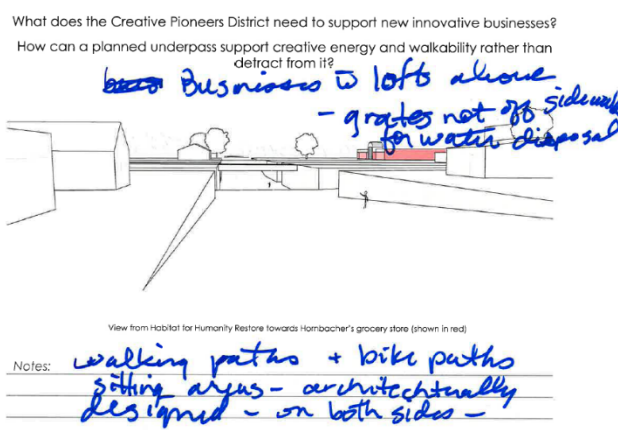 What does the Creative Pioneers District need to support new innovative businesses?
How can a planned underpass support creative energy and walkability rather than
detract from it?
Businisses w̄ lofts above
- grates not off sidewalk
for water disposal
View from Habitat for Humanity Restore towards Hornbacher's grocery store (shown in red)
Notes: walking paths + bike paths
sitting areas - architechturally
designed - on both sides -